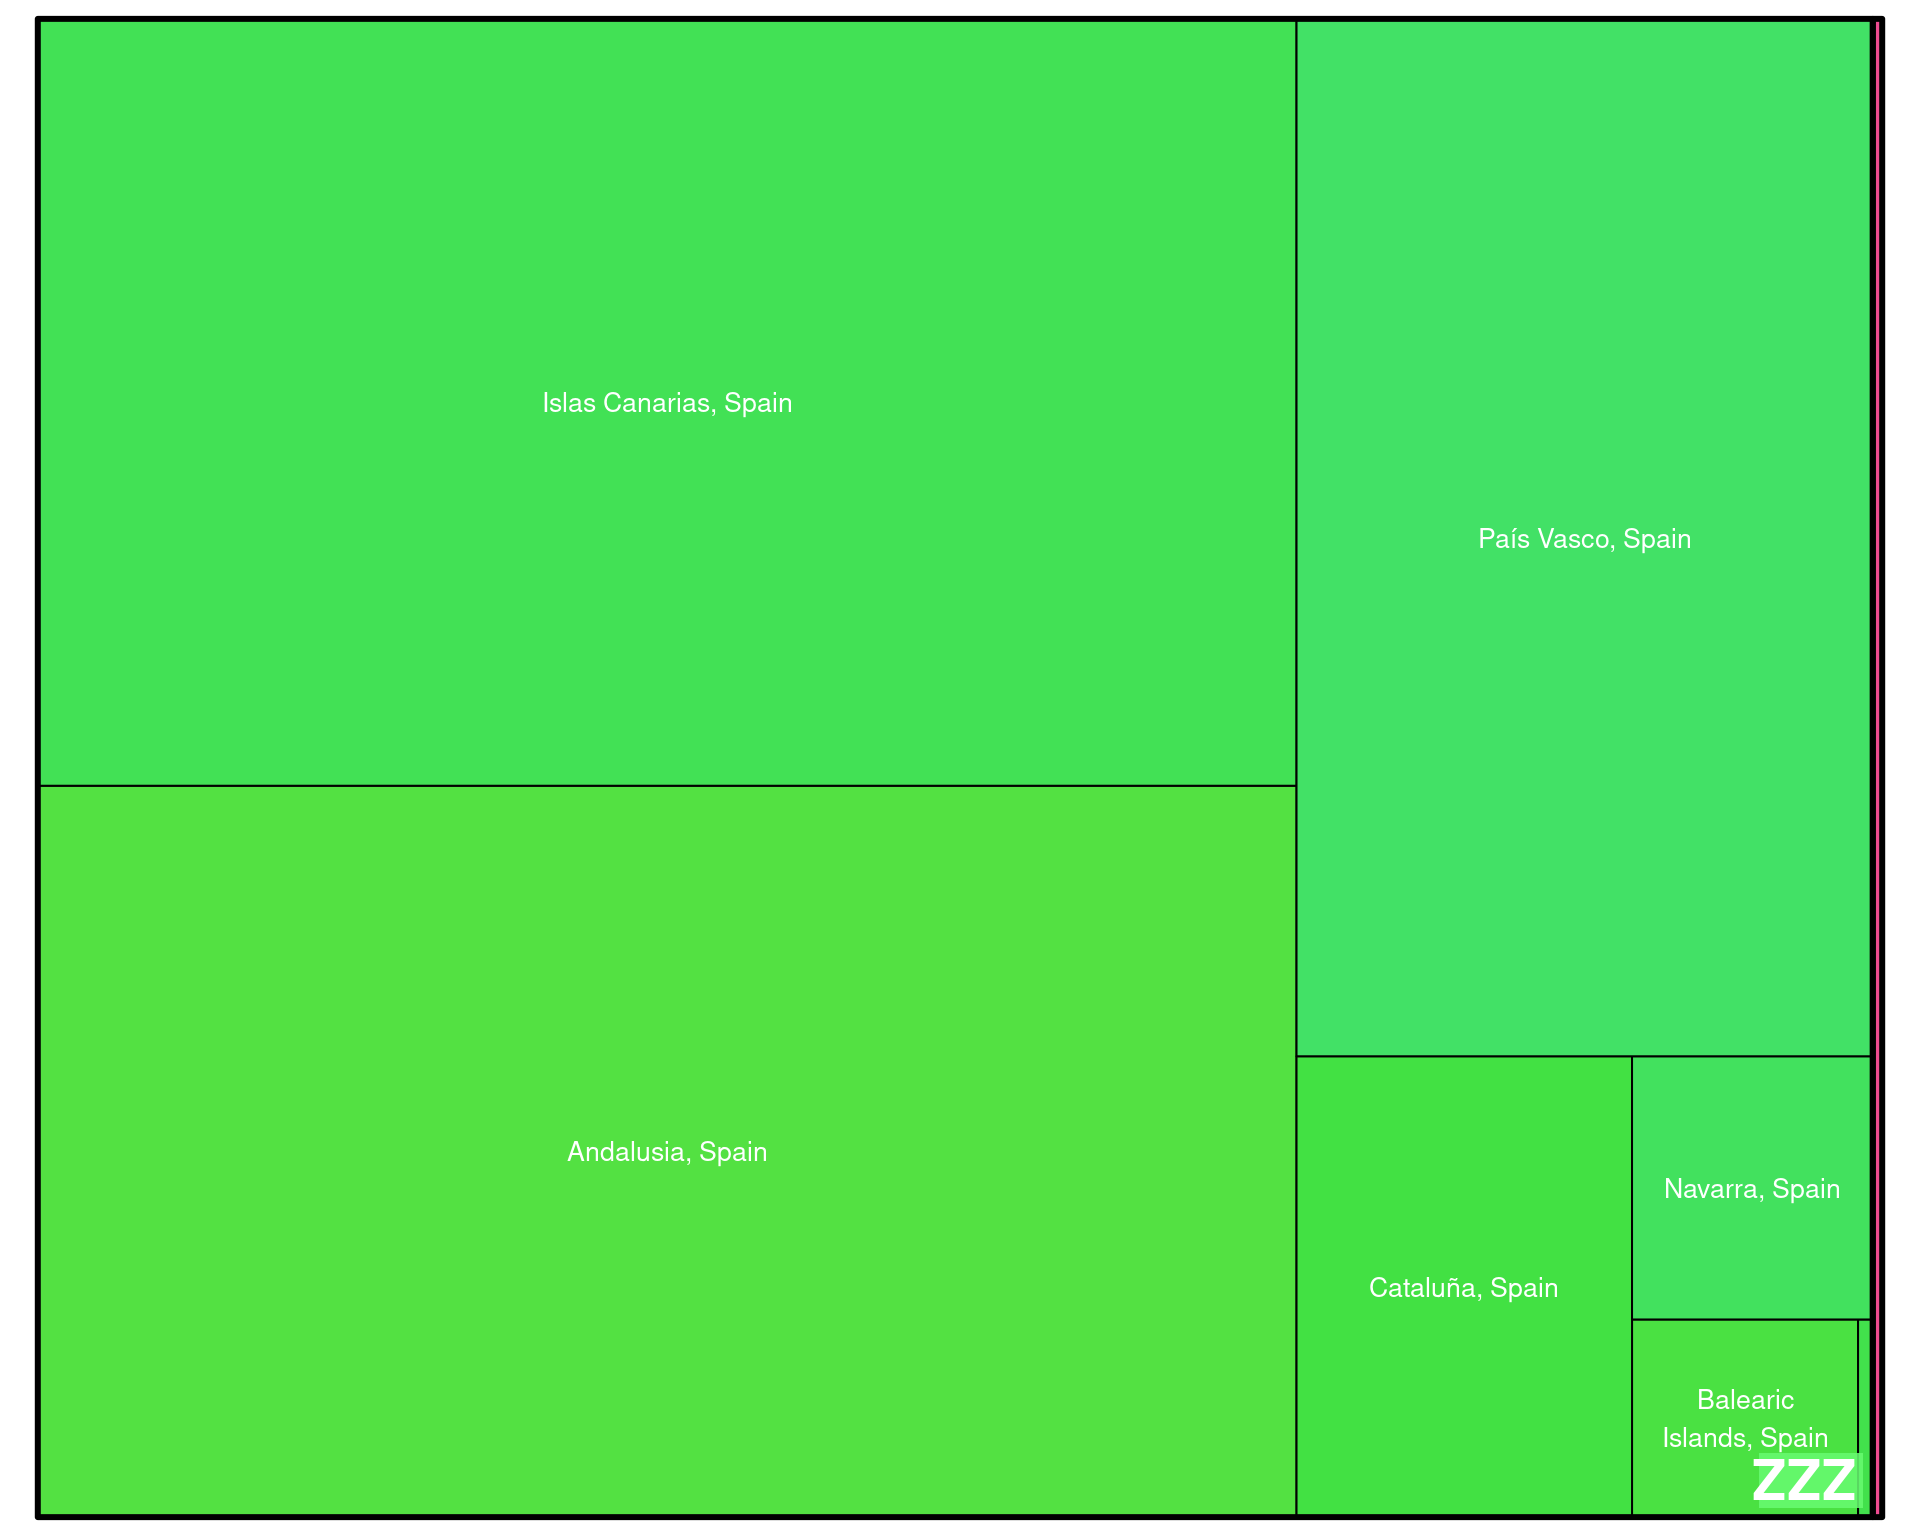 Islas Canarias, Spain
País Vasco, Spain
Andalusia, Spain
Navarra, Spain
Cataluña, Spain
Balearic
Islands, Spain
ZZZ